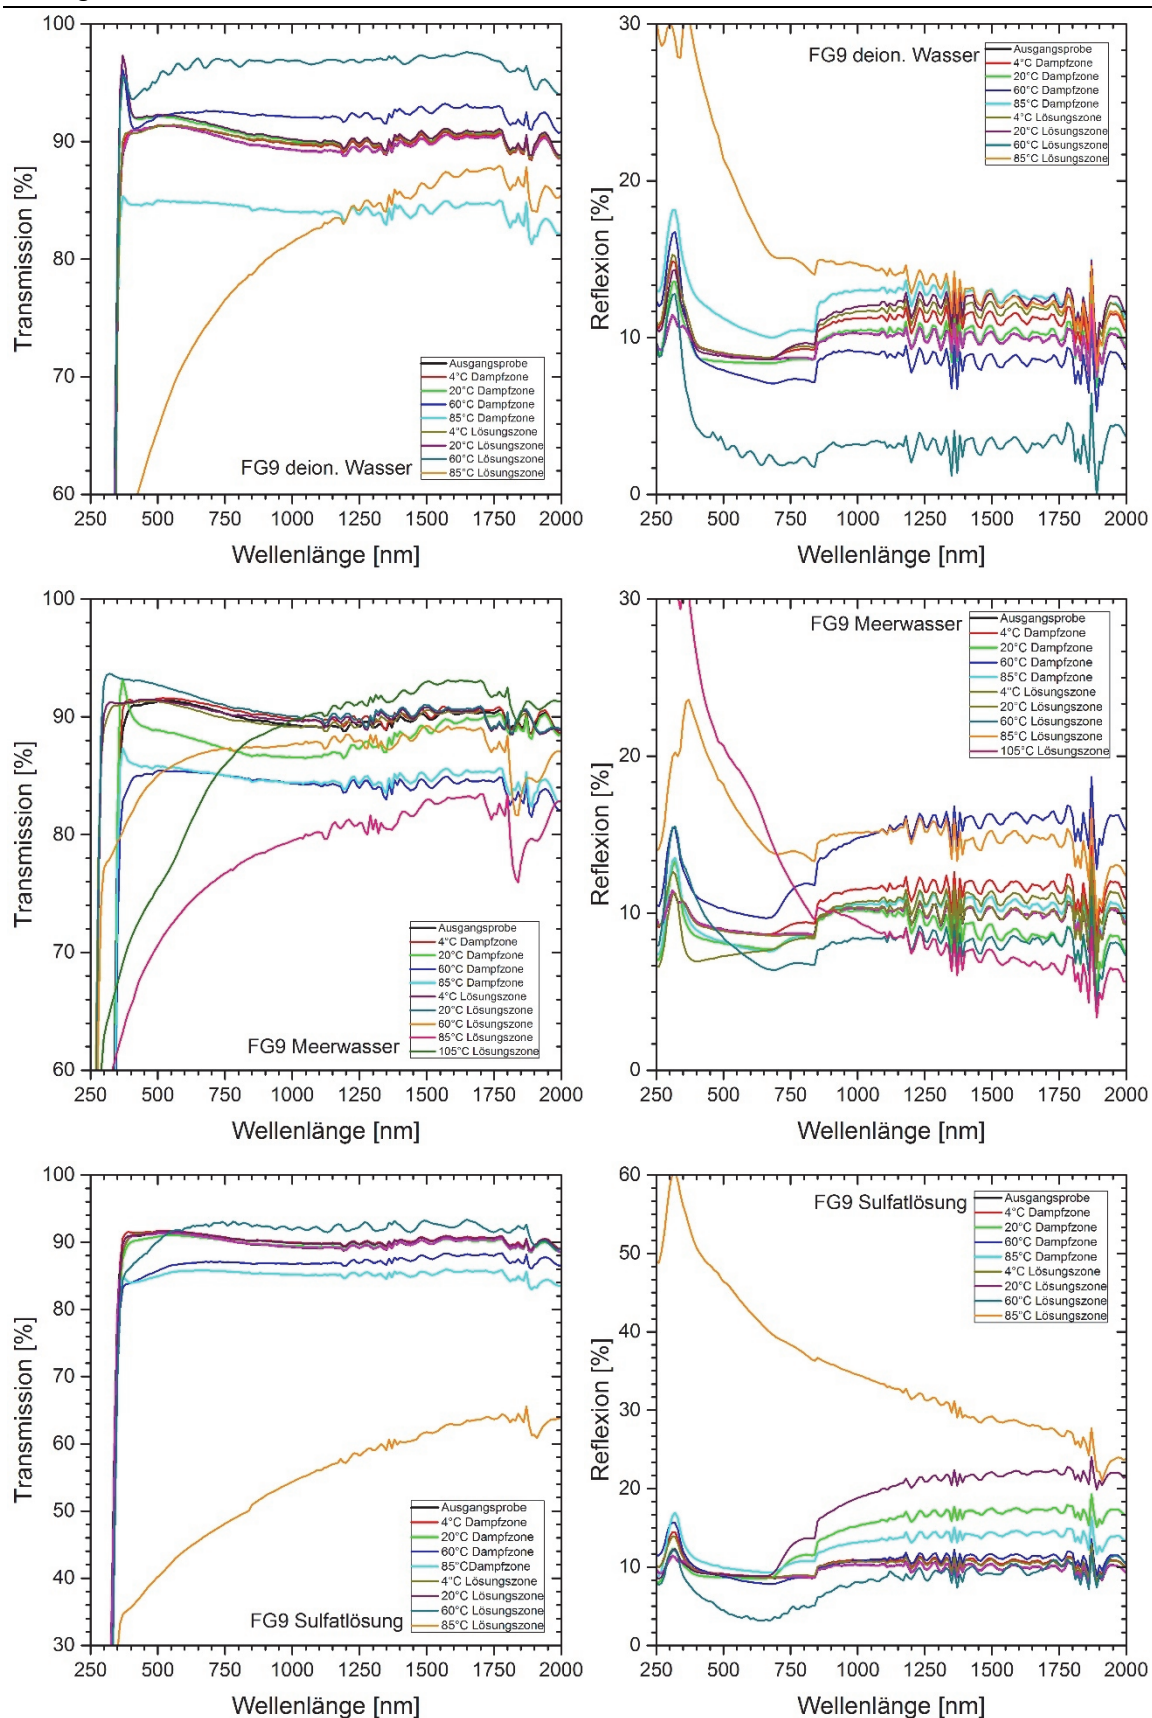 100
90
80
70
60
Transmission [%]
FG9 deion. Wasser
Ausgangsprobe
4°C Dampfzone
20°C Dampfzone
60°C Dampfzone
85°C Dampfzone
4°C Lösungszone
20°C Lösungszone
60°C Lösungszone
85°C Lösungszone
250 500 750 1000 1250 1500 1750 2000
Wellenlänge [nm]
30
20
10
0
Reflexion [%]
FG9 deion. Wasser
Ausgangsprobe
4°C Dampfzone
20°C Dampfzone
60°C Dampfzone
85°C Dampfzone
4°C Lösungszone
20°C Lösungszone
60°C Lösungszone
85°C Lösungszone
250 500 750 1000 1250 1500 1750 2000
Wellenlänge [nm]
100
90
80
70
60
Transmission [%]
FG9 Meerwasser
Ausgangsprobe
4°C Dampfzone
20°C Dampfzone
60°C Dampfzone
85°C Dampfzone
4°C Lösungszone
20°C Lösungszone
60°C Lösungszone
85°C Lösungszone
105°C Lösungszone
250 500 750 1000 1250 1500 1750 2000
Wellenlänge [nm]
30
20
10
0
Reflexion [%]
FG9 Meerwasser
Ausgangsprobe
4°C Dampfzone
20°C Dampfzone
60°C Dampfzone
85°C Dampfzone
4°C Lösungszone
20°C Lösungszone
60°C Lösungszone
85°C Lösungszone
105°C Lösungszone
250 500 750 1000 1250 1500 1750 2000
Wellenlänge [nm]
100
90
80
70
60
50
40
30
Transmission [%]
FG9 Sulfatlösung
Ausgangsprobe
4°C Dampfzone
20°C Dampfzone
60°C Dampfzone
85°CDampfzone
4°C Lösungszone
20°C Lösungszone
60°C Lösungszone
85°C Lösungszone
250 500 750 1000 1250 1500 1750 2000
Wellenlänge [nm]
60
50
40
30
20
10
0
Reflexion [%]
FG9 Sulfatlösung
Ausgangsprobe
4°C Dampfzone
20°C Dampfzone
60°C Dampfzone
85°C Dampfzone
4°C Lösungszone
20°C Lösungszone
60°C Lösungszone
85°C Lösungszone
250 500 750 1000 1250 1500 1750 2000
Wellenlänge [nm]